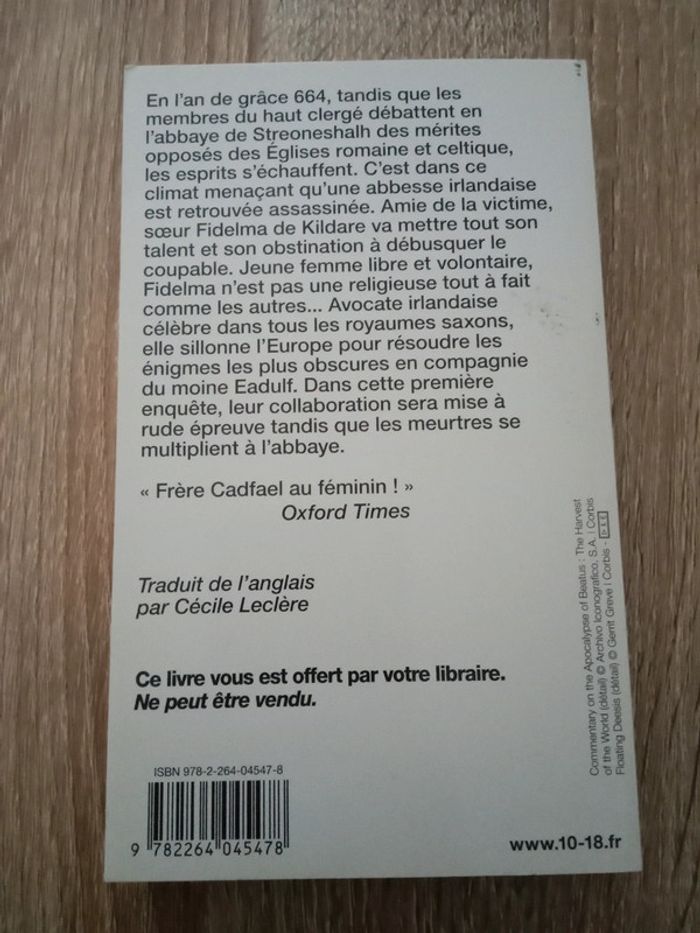 En l'an de grâce 664, tandis que les
membres du haut clergé débattent en
l'abbaye de Streoneshalh des mérites
opposés des Églises romaine et celtique,
les esprits s'échauffent. C'est dans ce
climat menaçant qu'une abbesse irlandaise
est retrouvée assassinée. Amie de la victime,
sœur Fidelma de Kildare va mettre tout son
talent et son obstination à débusquer le
coupable. Jeune femme libre et volontaire,
Fidelma n'est pas une religieuse tout à fait
comme les autres... Avocate irlandaise
célèbre dans tous les royaumes saxons,
elle sillonne l'Europe pour résoudre les
énigmes les plus obscures en compagnie
du moine Eadulf. Dans cette première
enquête, leur collaboration sera mise à
rude épreuve tandis que les meurtres se
multiplient à l'abbaye.
« Frère Cadfael au féminin ! »
Oxford Times
Traduit de l'anglais
par Cécile Leclère
Ce livre vous est offert par votre libraire.
Ne peut être vendu.
ISBN 978-2-264-04547-8
9 782264 045478
www.10-18.fr
Commentary on the Apocalypse of Beatus : The Harvest
of the World (détail) © Archivo Iconografico, S.A. | Corbis
Floating Deesis (détail) © Gerrit Greve | Corbis -